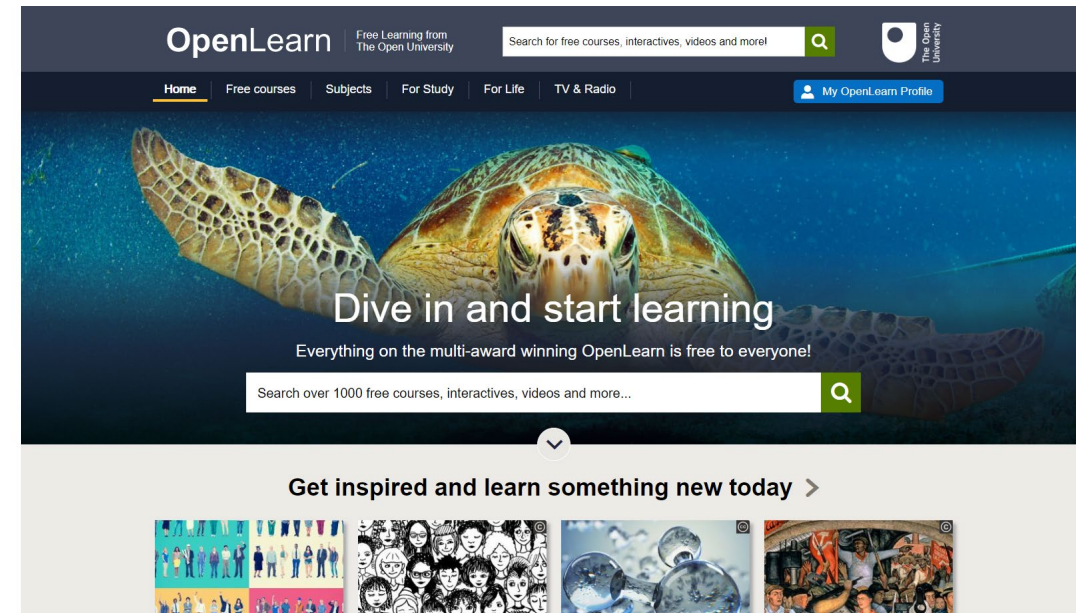 OpenLearn
Free Learning from
The Open University
Search for free courses, interactives, videos and more!
The Open
University
Home
Free courses
Subjects
For Study
For Life
TV & Radio
My OpenLearn Profile
Dive in and start learning
Everything on the multi-award winning OpenLearn is free to everyone!
Search over 1000 free courses, interactives, videos and more...
Get inspired and learn something new today
©
cc
©